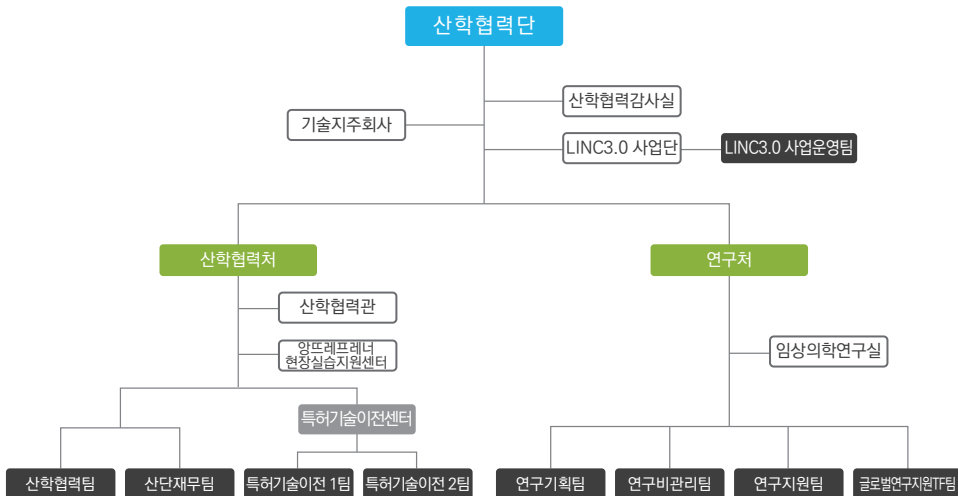 산학협력단
산학협력감사실
기술지주회사
LINC3.0 사업단
LINC3.0 사업운영팀
산학협력처
연구처
산학협력관
앙뜨레프레너
현장실습지원센터
임상의학연구실
특허기술이전센터
산학협력팀
산단재무팀
특허기술이전 1팀
특허기술이전 2팀
연구기획팀
연구비관리팀
연구지원팀
글로벌연구지원TF팀